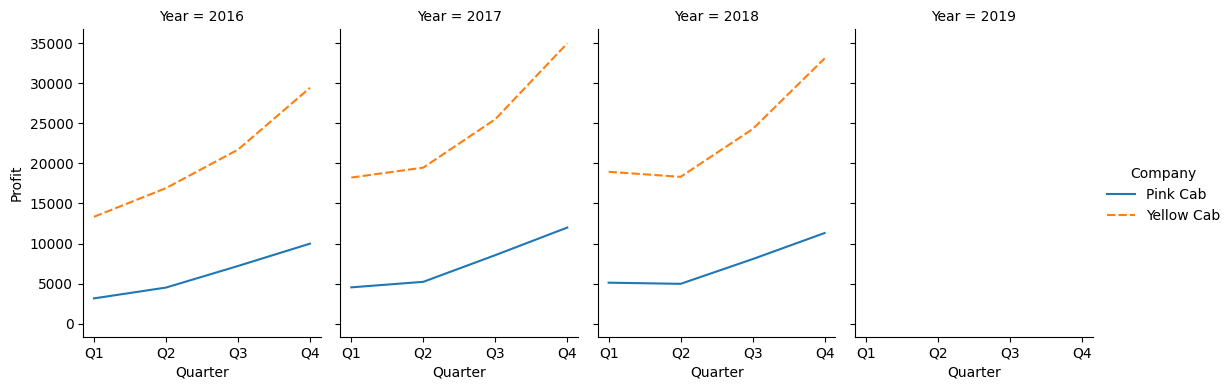 Year = 2016
Year = 2017
Year = 2018
Year = 2019
Profit
35000
30000
25000
20000
15000
10000
5000
0
Q1 Q2 Q3 Q4
Quarter
Q1 Q2 Q3 Q4
Quarter
Q1 Q2 Q3 Q4
Quarter
Q1 Q2 Q3 Q4
Quarter
Company
Pink Cab
Yellow Cab